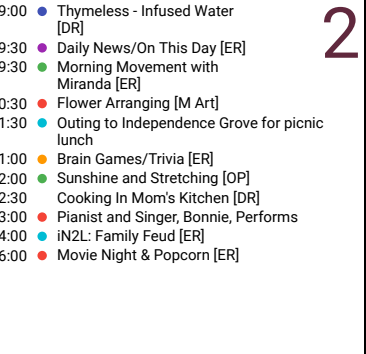 9:00 Thymeless - Infused Water
[DR]
9:30 Daily News/On This Day [ER]
9:30 Morning Movement with
Miranda [ER]
0:30 Flower Arranging [M Art]
1:30 Outing to Independence Grove for picnic
lunch
1:00 Brain Games/Trivia [ER]
2:00 Sunshine and Stretching [OP]
2:30 Cooking In Mom's Kitchen [DR]
3:00 Pianist and Singer, Bonnie, Performs
4:00 iN2L: Family Feud [ER]
6:00 Movie Night & Popcorn [ER]
2